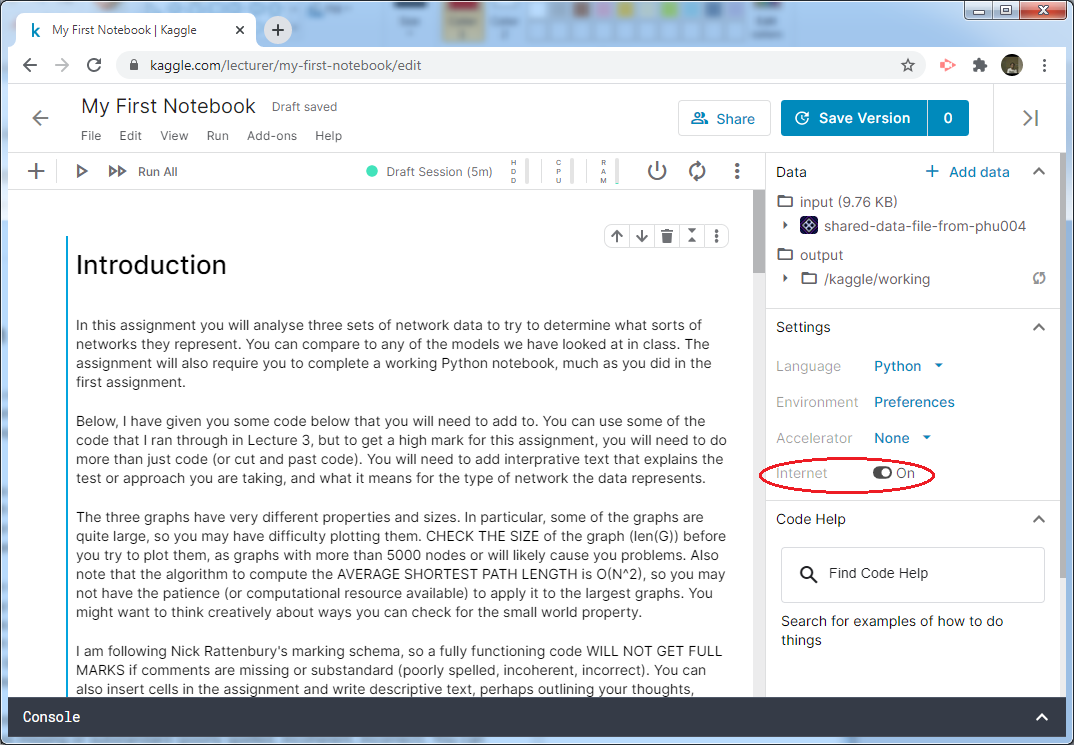 My First Notebook | Kaggle
kaggle.com/lecturer/my-first-notebook/edit
My First Notebook Draft saved
File Edit View Run Add-ons Help
Share
Save Version 0
Run All
Draft Session (5m)
HDD
CPU
RAM
Introduction
In this assignment you will analyse three sets of network data to try to determine what sorts of
networks they represent. You can compare to any of the models we have looked at in class. The
assignment will also require you to complete a working Python notebook, much as you did in the
first assignment.
Below, I have given you some code below that you will need to add to. You can use some of the
code that I ran through in Lecture 3, but to get a high mark for this assignment, you will need to do
more than just code (or cut and past code). You will need to add interprative text that explains the
test or approach you are taking, and what it means for the type of network the data represents.
The three graphs have very different properties and sizes. In particular, some of the graphs are
quite large, so you may have difficulty plotting them. CHECK THE SIZE of the graph (len(G)) before
you try to plot them, as graphs with more than 5000 nodes or will likely cause you problems. Also
note that the algorithm to compute the AVERAGE SHORTEST PATH LENGTH is O(N^2), so you may
not have the patience (or computational resource available) to apply it to the largest graphs. You
might want to think creatively about ways you can check for the small world property.
I am following Nick Rattenbury's marking schema, so a fully functioning code WILL NOT GET FULL
MARKS if comments are missing or substandard (poorly spelled, incoherent, incorrect). You can
also insert cells in the assignment and write descriptive text, perhaps outlining your thoughts,
Data
+ Add data
input (9.76 KB)
shared-data-file-from-phu004
output
/kaggle/working
Settings
Language Python
Environment Preferences
Accelerator None
Internet On
Code Help
Find Code Help
Search for examples of how to do
things
Console